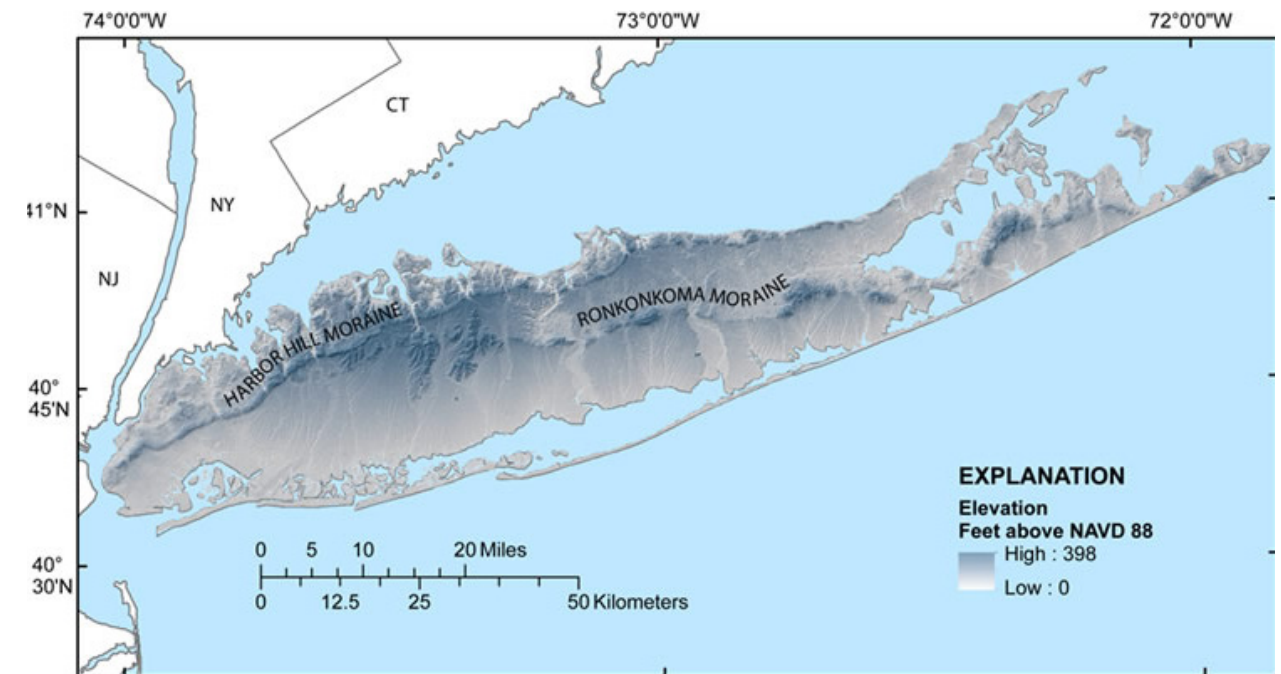 74°0'0"W 73°0'0"W 72°0'0"W
CT
41°N
NY
NJ
HARBOR HILL MORAINE
RONKONKOMA MORAINE
40°
45'N
EXPLANATION
Elevation
Feet above NAVD 88
High : 398
Low : 0
0 5 10 20 Miles
0 12.5 25 50 Kilometers
40°
30'N